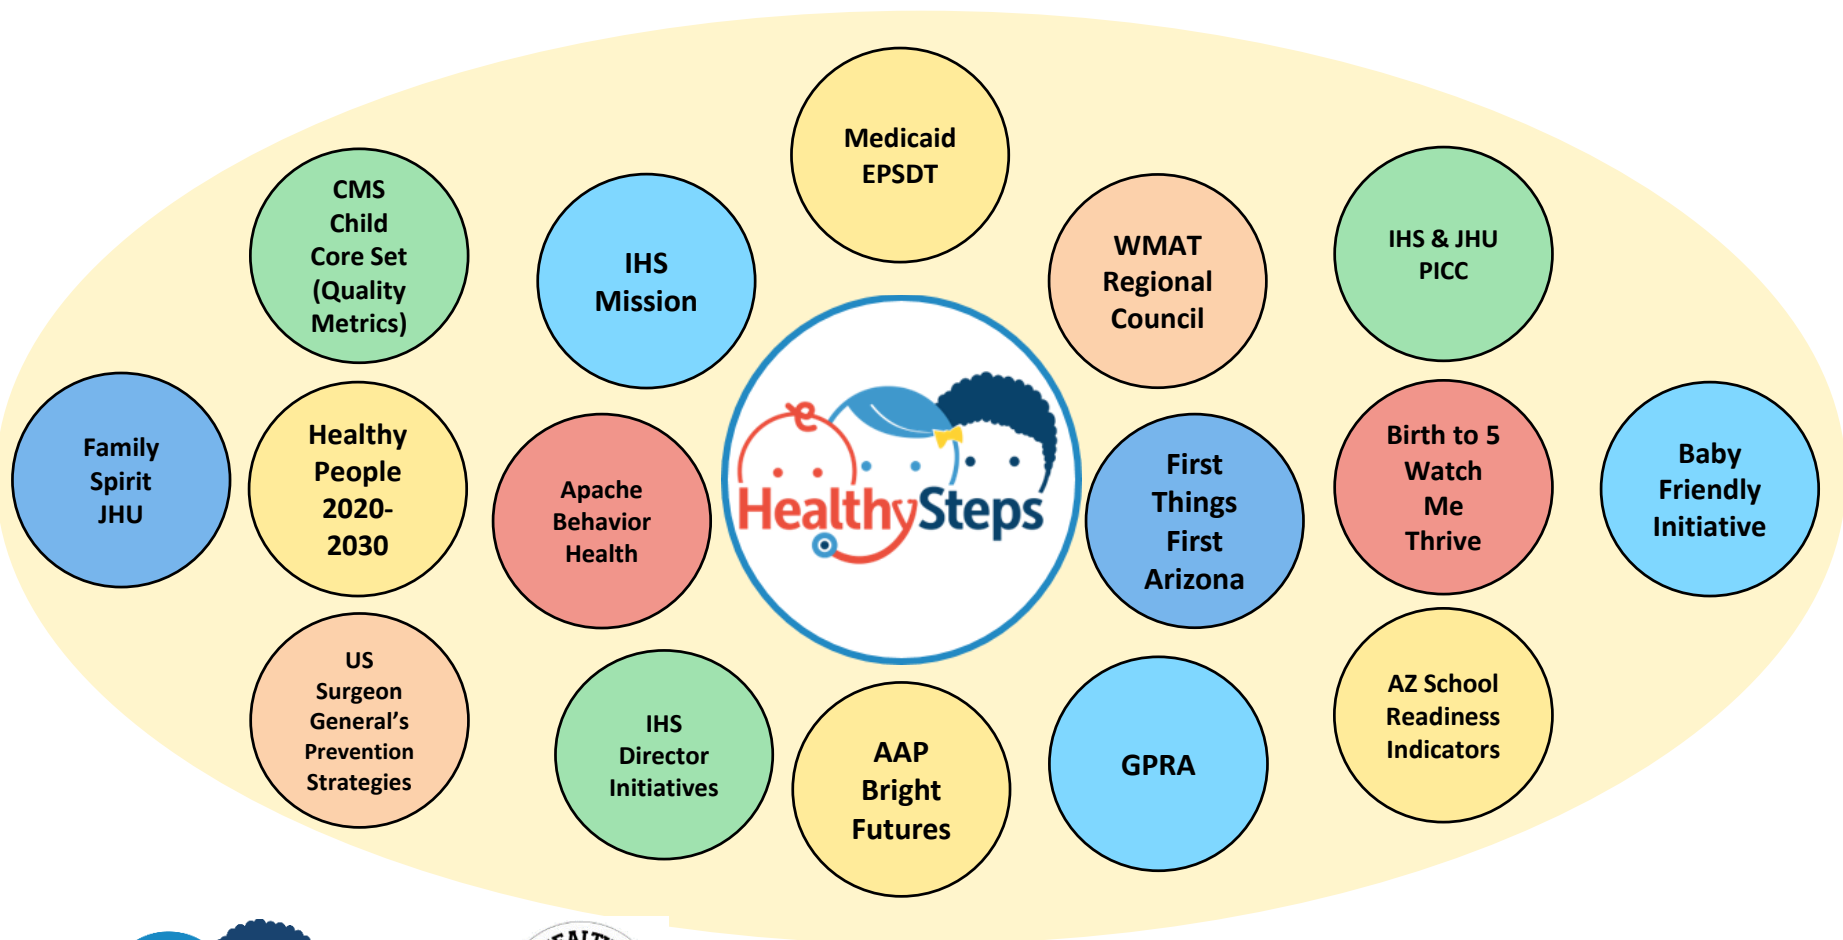 Medicaid
EPSDT
CMS
Child
Core Set
(Quality
Metrics)
IHS
Mission
WMAT
Regional
Council
IHS & JHU
PICC
Family
Spirit
JHU
Healthy
People
2020-
2030
Apache
Behavior
Health
HealthySteps
First
Things
First
Arizona
Birth to 5
Watch
Me
Thrive
Baby
Friendly
Initiative
US
Surgeon
General’s
Prevention
Strategies
IHS
Director
Initiatives
AAP
Bright
Futures
GPRA
AZ School
Readiness
Indicators